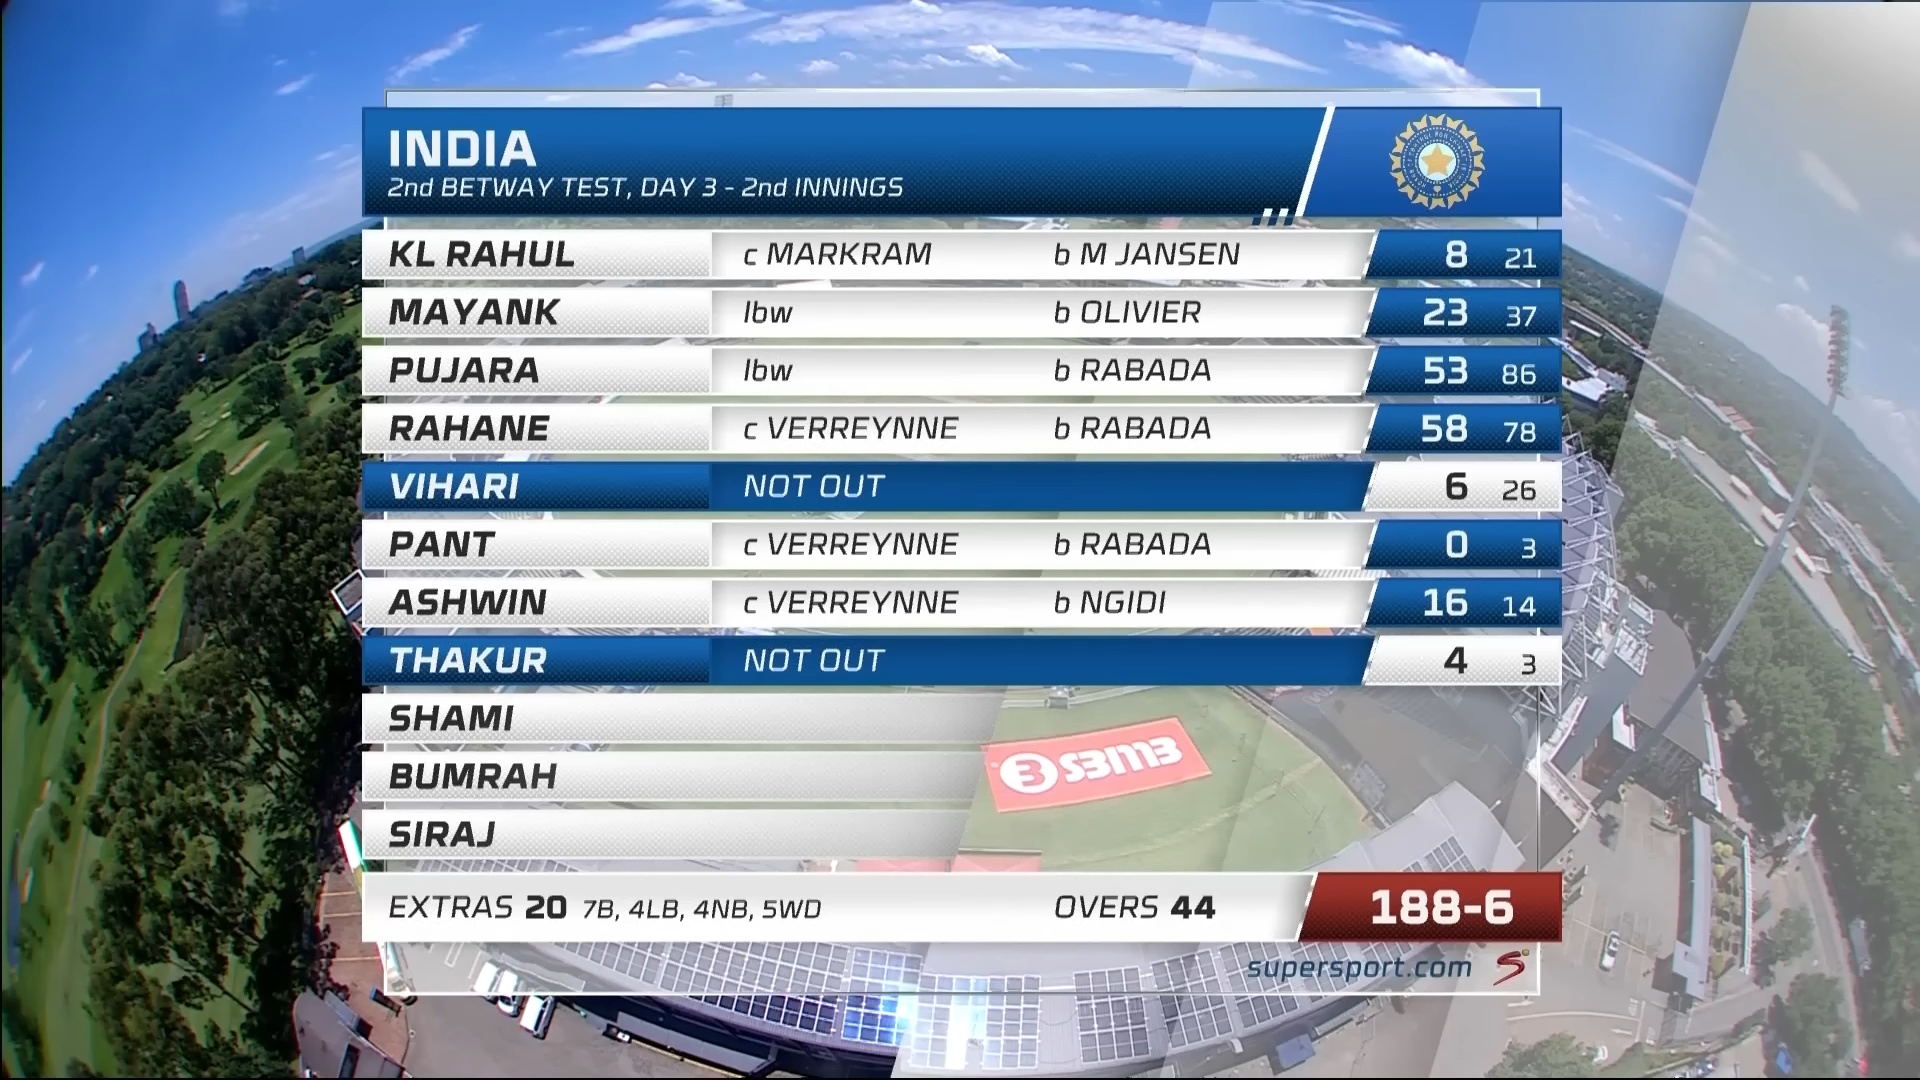 INDIA
2nd BETWAY TEST, DAY 3 - 2nd INNINGS
KL RAHUL c MARKRAM b M JANSEN 8 21
MAYANK lbw b OLIVIER 23 37
PUJARA lbw b RABADA 53 86
RAHANE c VERREYNNE b RABADA 58 78
VIHARI NOT OUT 6 26
PANT c VERREYNNE b RABADA 0 3
ASHWIN c VERREYNNE b NGIDI 16 14
THAKUR NOT OUT 4 3
SHAMI
BUMRAH
SIRAJ
EXTRAS 20 7B, 4LB, 4NB, 5WD OVERS 44 188-6
supersport.com